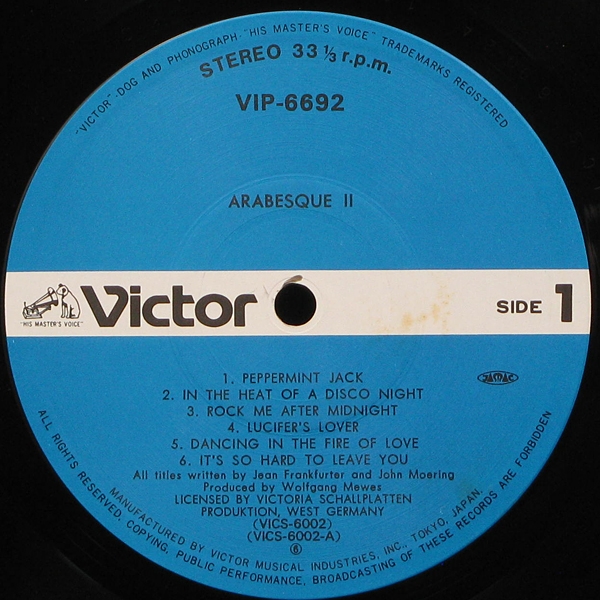 "VICTOR"-DOG AND PHONOGRAPH-"HIS MASTER'S VOICE" TRADEMARKS REGISTERED
STEREO 33⅓ r.p.m.
VIP-6692
ARABESQUE II
"HIS MASTER'S VOICE"
Victor
SIDE 1
1. PEPPERMINT JACK
JASRAC
2. IN THE HEAT OF A DISCO NIGHT
3. ROCK ME AFTER MIDNIGHT
4. LUCIFER'S LOVER
5. DANCING IN THE FIRE OF LOVE
6. IT'S SO HARD TO LEAVE YOU
All titles written by Jean Frankfurter and John Moering
Produced by Wolfgang Mewes
LICENSED BY VICTORIA SCHALLPLATTEN
PRODUKTION, WEST GERMANY
(VICS-6002)
(VICS-6002-A)
⑥
MANUFACTURED BY VICTOR MUSICAL INDUSTRIES, INC., TOKYO, JAPAN.
ALL RIGHTS RESERVED. COPYING, PUBLIC PERFORMANCE, BROADCASTING OF THESE RECORDS ARE FORBIDDEN